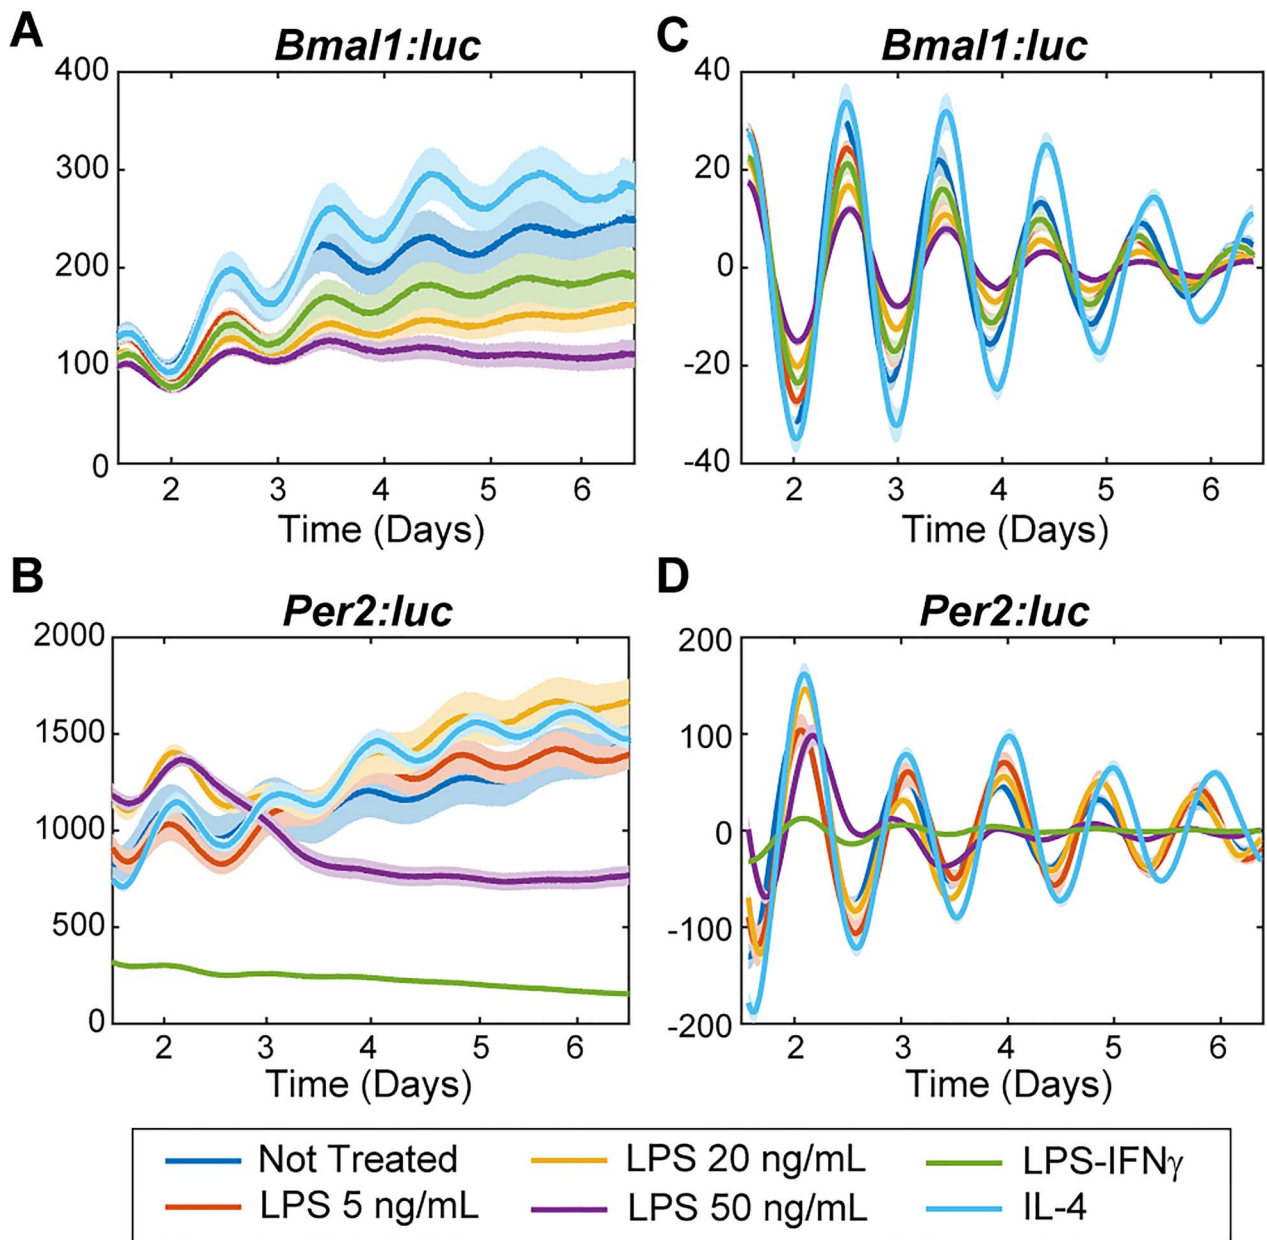 A
Bmal1:luc
400
300
200
100
0
2 3 4 5 6
Time (Days)
C
Bmal1:luc
40
20
0
-20
-40
2 3 4 5 6
Time (Days)
B
Per2:luc
2000
1500
1000
500
0
2 3 4 5 6
Time (Days)
D
Per2:luc
200
100
0
-100
-200
2 3 4 5 6
Time (Days)
Not Treated
LPS 5 ng/mL
LPS 20 ng/mL
LPS 50 ng/mL
LPS-IFNγ
IL-4